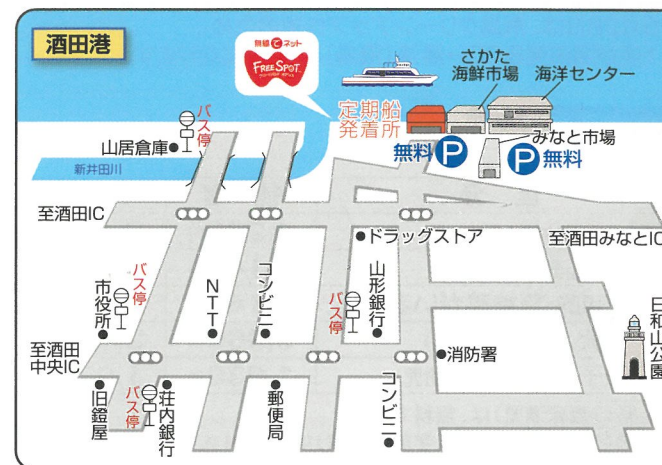 酒田港
無線でネット
FREESPOT
定期船
発着所
さかた
海鮮市場
海洋センター
みなと市場
無料 P
P 無料
バス停
山居倉庫
新井田川
至酒田IC
至酒田みなとIC
ドラッグストア
バス停
市役所
NTT
コンビニ
バス停
山形銀行
日和山公園
至酒田
中央IC
消防署
旧鐙屋
バス停
荘内銀行
郵便局
コンビニ